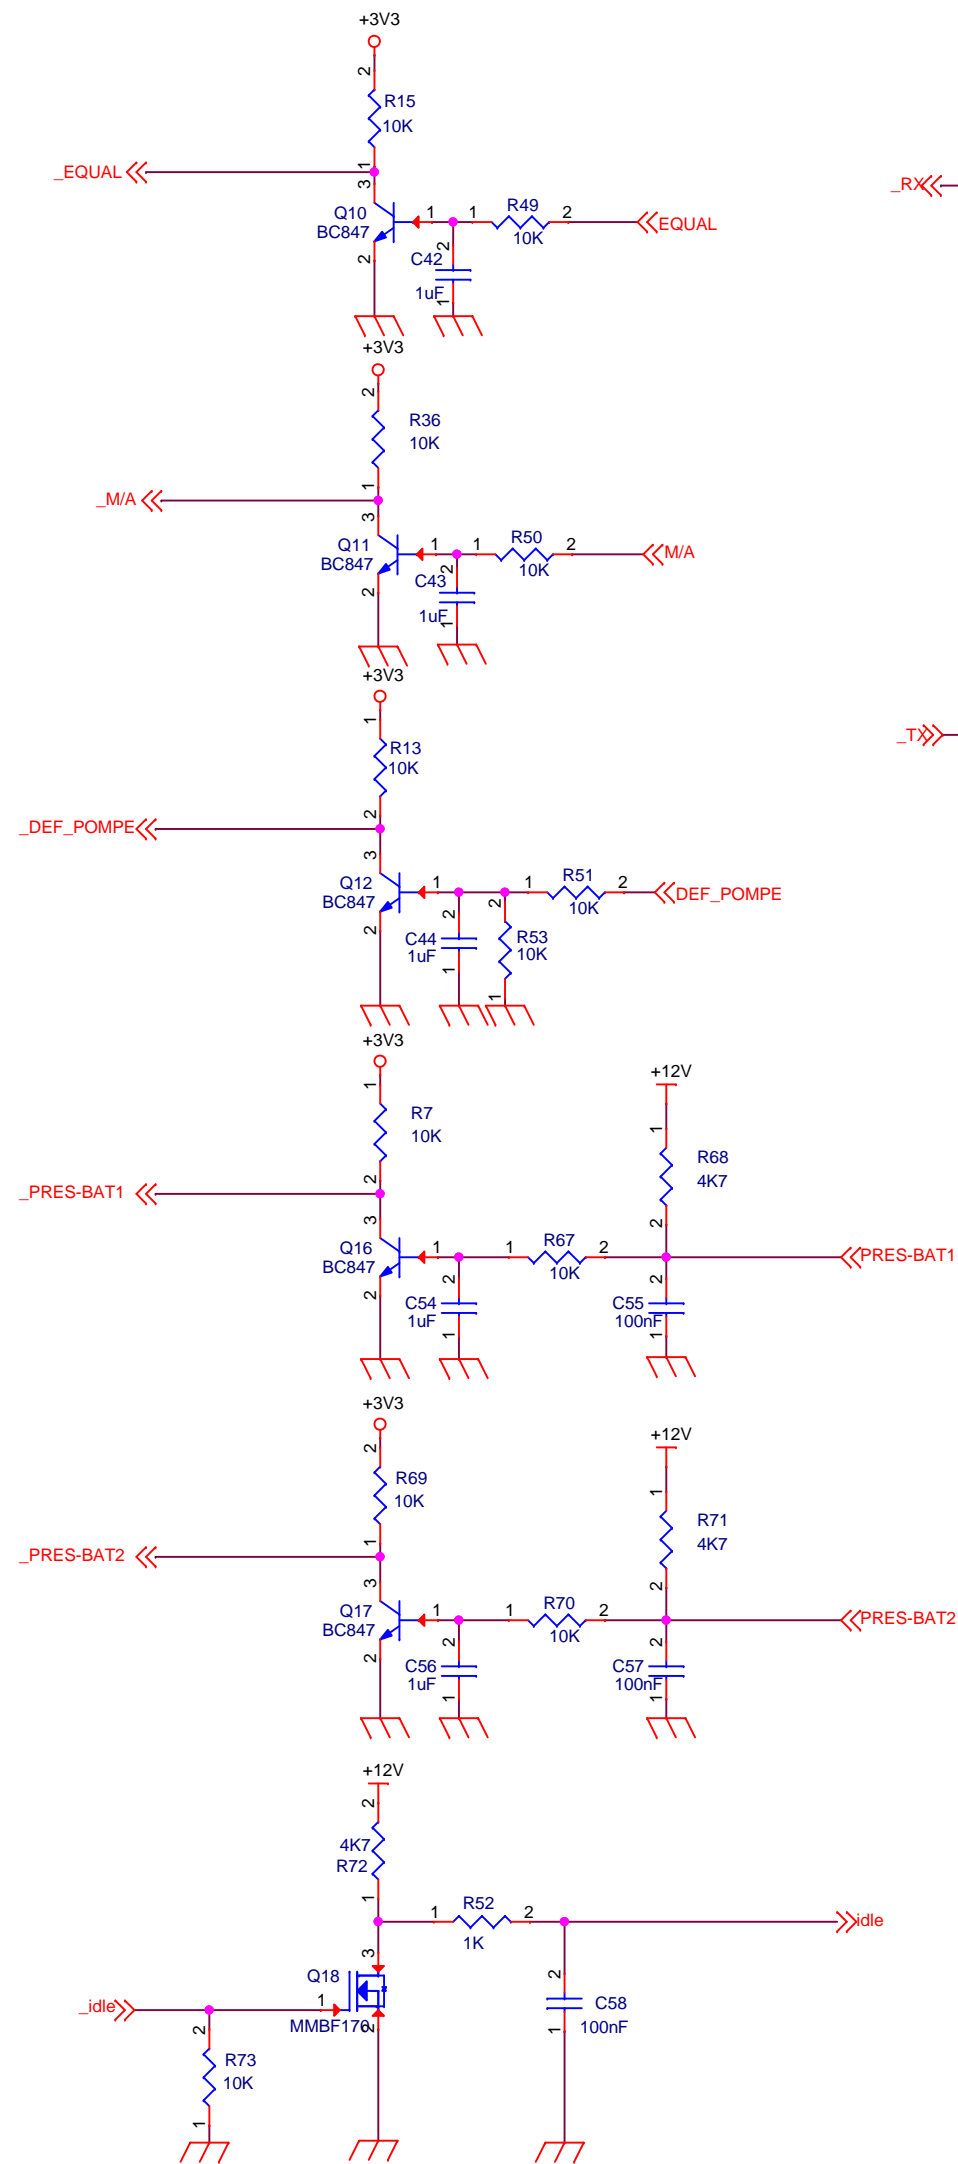 +3V3
2
R15
10K
1
_EQUAL
_RX
3
Q10
BC847
1
1
R49
2
10K
EQUAL
2
C42
2
1uF
1
+3V3
2
R36
10K
1
_M/A
3
Q11
BC847
1
1
R50
2
10K
M/A
2
C43
2
1uF
1
+3V3
1
R13
10K
2
_TX
_DEF_POMPE
3
Q12
BC847
1
1
R51
2
10K
DEF_POMPE
2
2
2
C44
1uF
1
R53
10K
1
+3V3
1
R7
10K
2
+12V
1
R68
4K7
2
_PRES-BAT1
3
Q16
BC847
1
1
R67
2
10K
PRES-BAT1
2
2
C54
1uF
1
2
C55
100nF
1
+3V3
2
R69
10K
1
+12V
1
R71
4K7
2
_PRES-BAT2
3
Q17
BC847
1
1
R70
2
10K
PRES-BAT2
2
2
C56
1uF
1
2
C57
100nF
1
+12V
2
4K7
R72
1
1
R52
2
1K
idle
3
Q18
1
MMBF170
2
_idle
2
R73
10K
1
2
C58
100nF
1